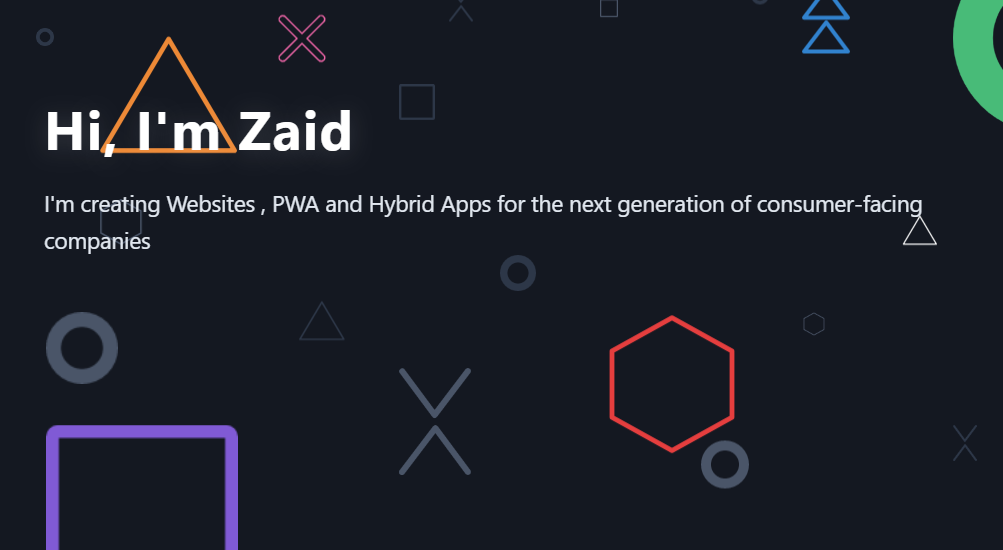 Hi, I'm Zaid
I'm creating Websites , PWA and Hybrid Apps for the next generation of consumer-facing
companies